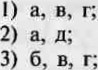 1) а, в, г;
2) а, д;
3) б, в, г;